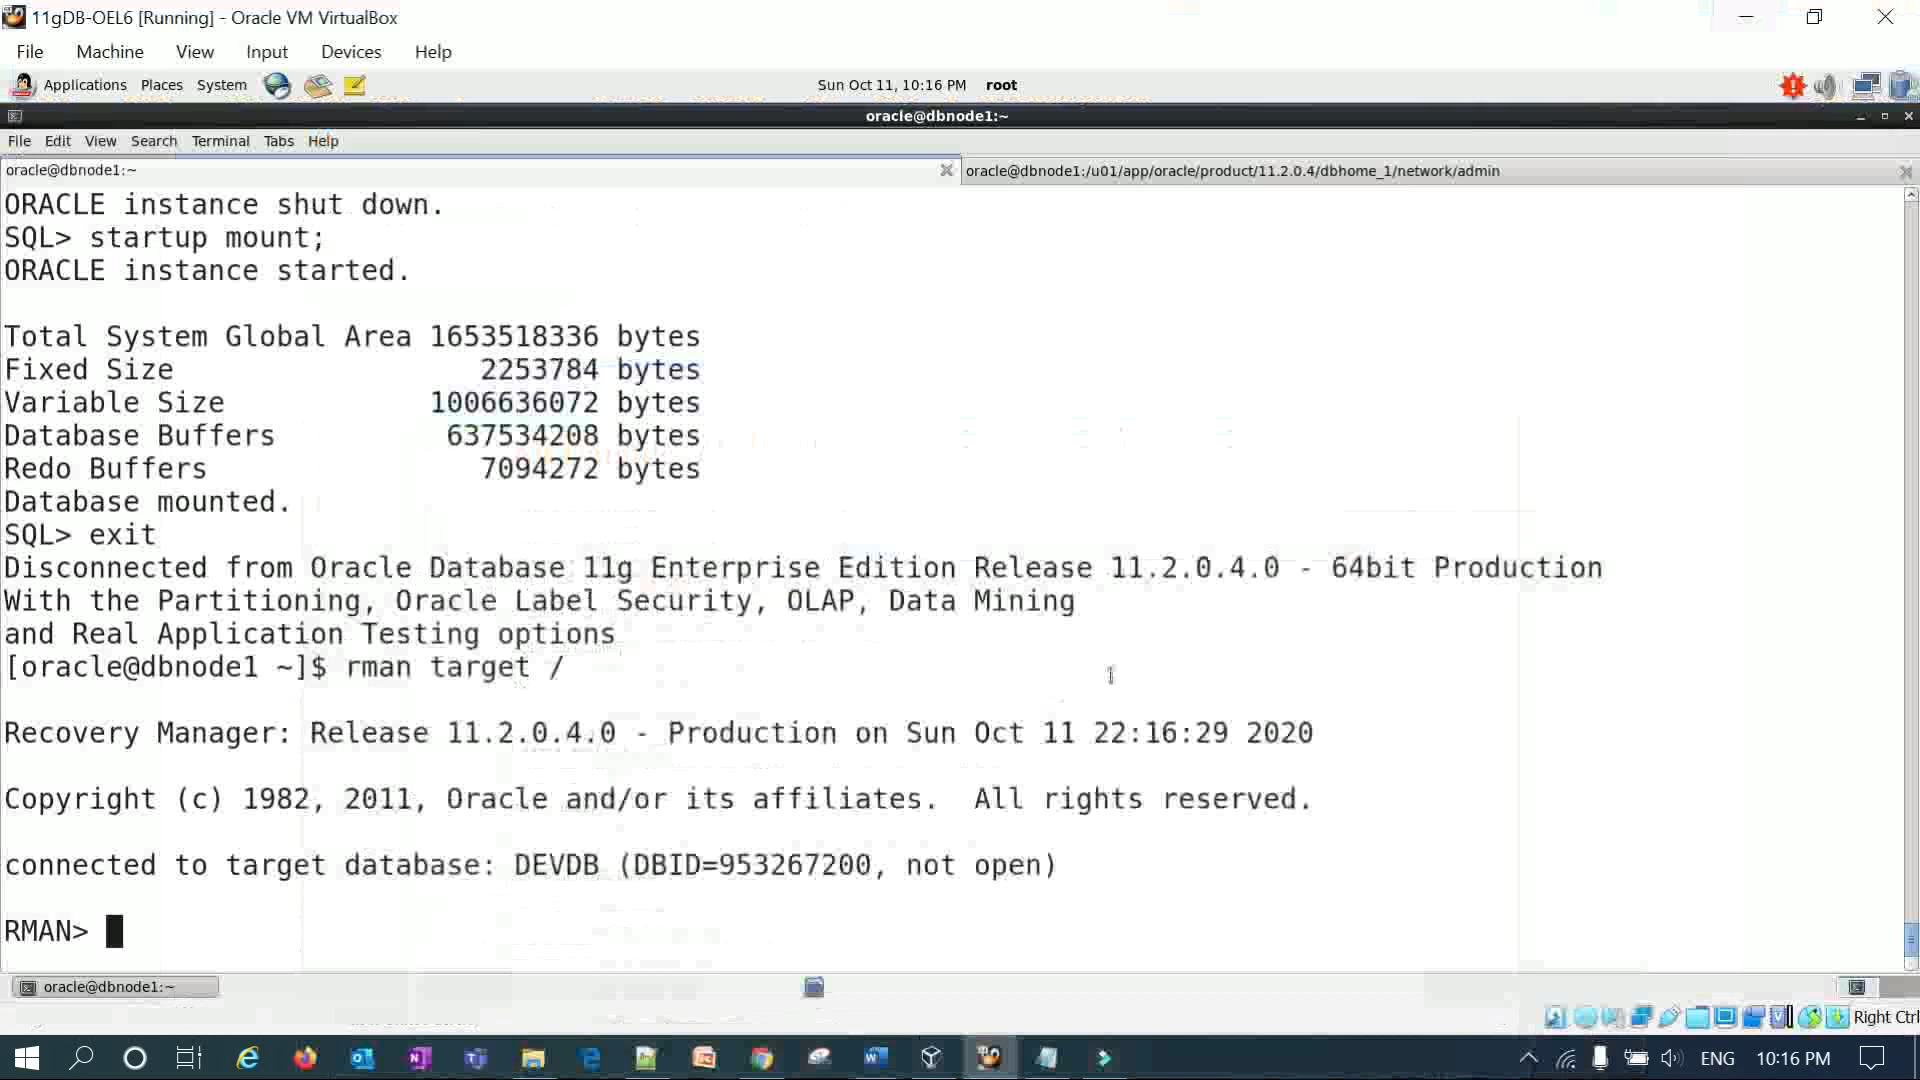 11gDB-OEL6 [Running] - Oracle VM VirtualBox
File Machine View Input Devices Help
Applications Places System Sun Oct 11, 10:16 PM root
oracle@dbnode1:~
File Edit View Search Terminal Tabs Help
oracle@dbnode1:~ oracle@dbnode1:/u01/app/oracle/product/11.2.0.4/dbhome_1/network/admin
ORACLE instance shut down.
SQL> startup mount;
ORACLE instance started.
Total System Global Area 1653518336 bytes
Fixed Size 2253784 bytes
Variable Size 1006636072 bytes
Database Buffers 637534208 bytes
Redo Buffers 7094272 bytes
Database mounted.
SQL> exit
Disconnected from Oracle Database 11g Enterprise Edition Release 11.2.0.4.0 - 64bit Production
With the Partitioning, Oracle Label Security, OLAP, Data Mining
and Real Application Testing options
[oracle@dbnode1 ~]$ rman target /
Recovery Manager: Release 11.2.0.4.0 - Production on Sun Oct 11 22:16:29 2020
Copyright (c) 1982, 2011, Oracle and/or its affiliates.  All rights reserved.
connected to target database: DEVDB (DBID=953267200, not open)
RMAN>
oracle@dbnode1:~
Right Ctrl
ENG 10:16 PM